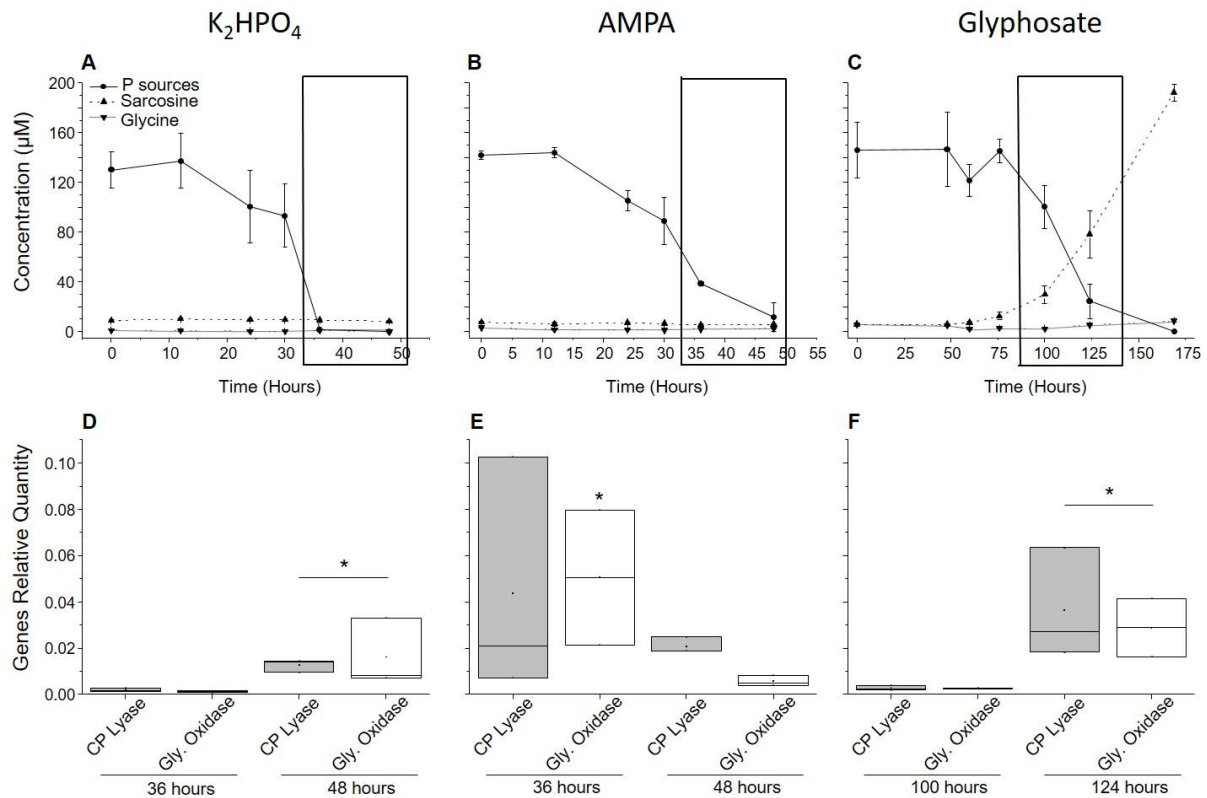 K2HPO4 AMPA Glyphosate
A B C
P sources
Sarcosine
Glycine
Concentration (µM)
200
160
120
80
40
0
0 10 20 30 40 50
0 5 10 15 20 25 30 35 40 45 50 55
0 25 50 75 100 125 150 175
Time (Hours) Time (Hours) Time (Hours)
D E F
Genes Relative Quantity
0.10
0.08
0.06
0.04
0.02
0.00
* * *
CP Lyase Gly. Oxidase CP Lyase Gly. Oxidase CP Lyase Gly. Oxidase CP Lyase Gly. Oxidase CP Lyase Gly. Oxidase CP Lyase Gly. Oxidase
36 hours 48 hours 36 hours 48 hours 100 hours 124 hours